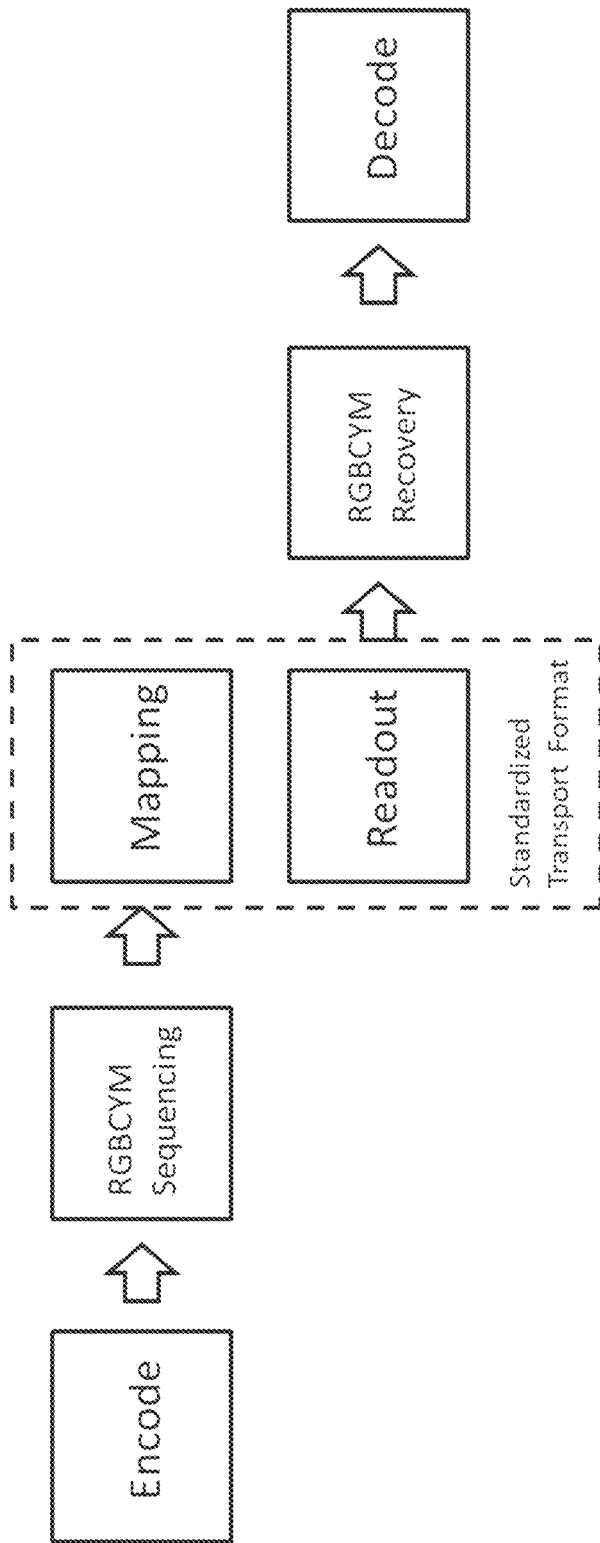 Encode
RGBCYM
Sequencing
Mapping
Readout
Standardized
Transport Format
RGBCYM
Recovery
Decode